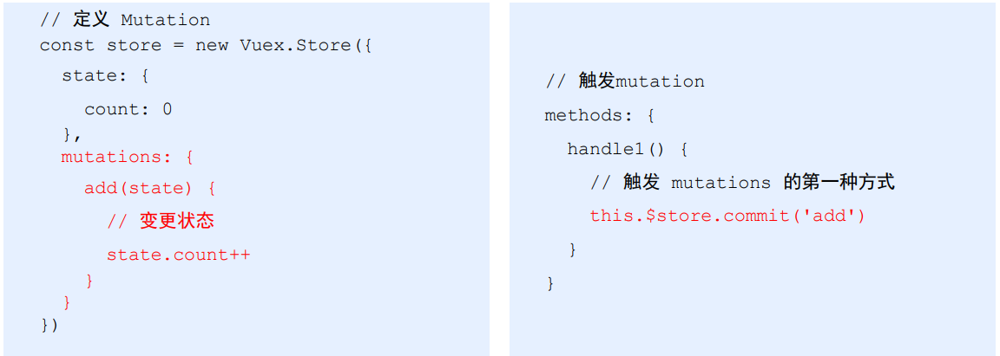 // 定义 Mutation
const store = new Vuex.Store({
  state: {
    count: 0
  },
  mutations: {
    add(state) {
      // 变更状态
      state.count++
    }
  }
})
// 触发mutation
methods: {
  handle1() {
    // 触发 mutations 的第一种方式
    this.$store.commit('add')
  }
}